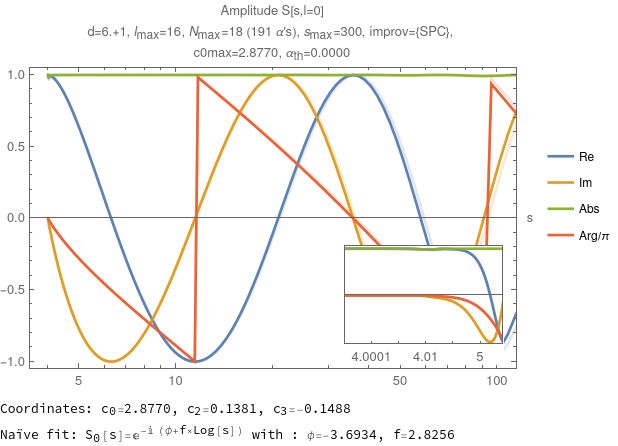 Amplitude S[s,l=0]
d=6.+1, lmax=16, Nmax=18 (191 α's), smax=300, improv={SPC},
c0max=2.8770, αth=0.0000
1.0
0.5
0.0
−0.5
−1.0
s
Re
Im
Abs
Arg/π
4.0001 4.01 5
5 10 50 100
Coordinates: c0=2.8770, c2=0.1381, c3=-0.1488
Naïve fit: S0[s]=e^-i (ϕ+f×Log[s]) with : ϕ=-3.6934, f=2.8256